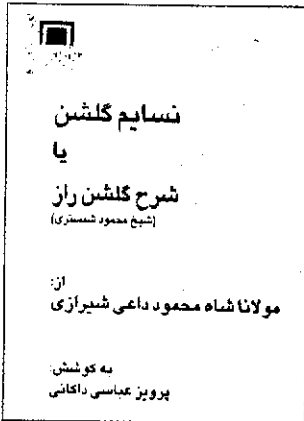 نسایم گلشن
یا
شرح گلشن راز
(شیخ محمود شبستری)
از:
مولانا شاه محمود داعی شیرازی
به کوشش:
پرویز عباسی داکانی